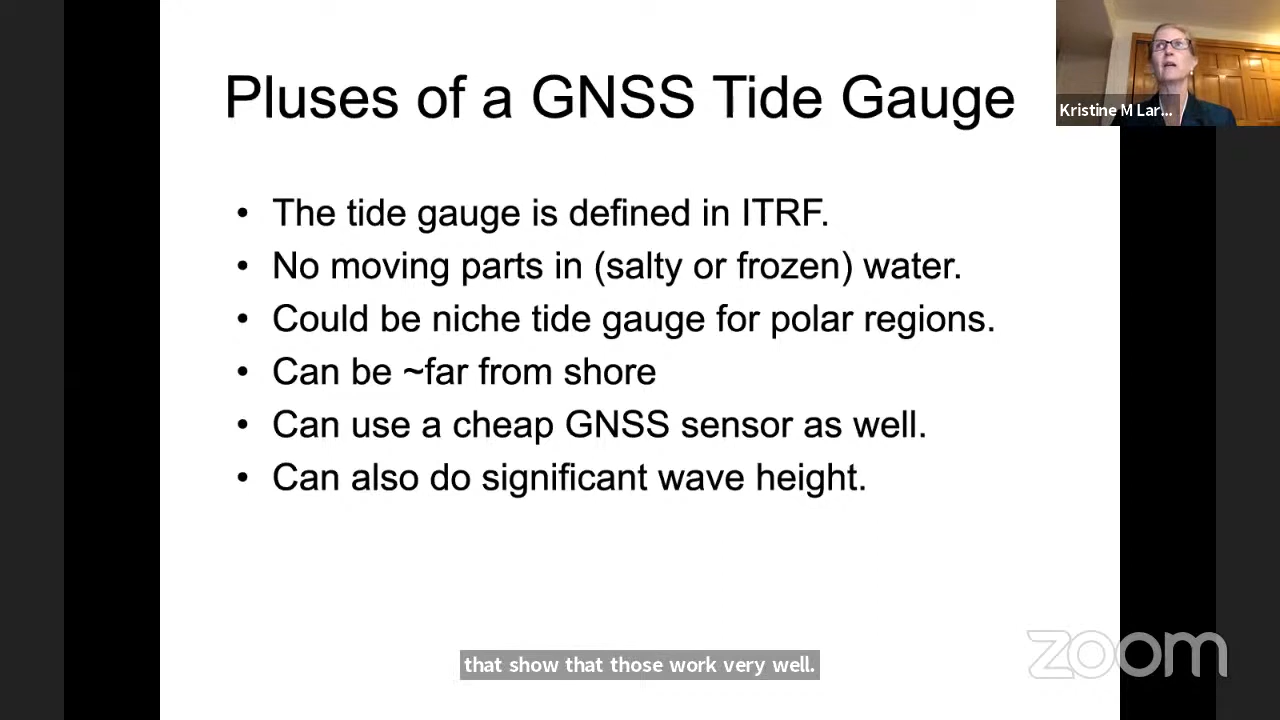 Pluses of a GNSS Tide Gauge
Kristine M Lar...
• The tide gauge is defined in ITRF.
• No moving parts in (salty or frozen) water.
• Could be niche tide gauge for polar regions.
• Can be ~far from shore
• Can use a cheap GNSS sensor as well.
• Can also do significant wave height.
that show that those work very well.
zoom